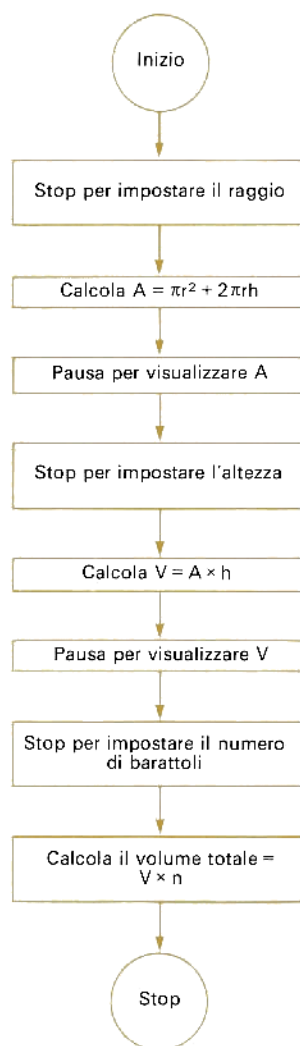 Inizio
Stop per impostare il raggio
Calcola A = πr² + 2πrh
Pausa per visualizzare A
Stop per impostare l'altezza
Calcola V = A × h
Pausa per visualizzare V
Stop per impostare il numero
di barattoli
Calcola il volume totale =
V × n
Stop